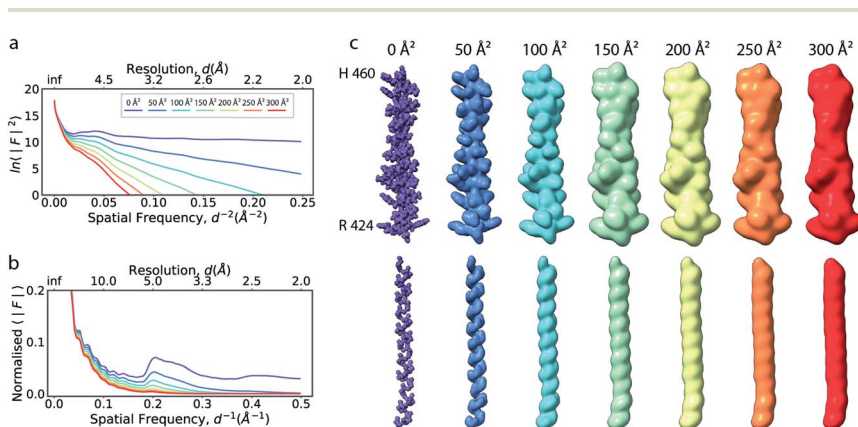 a
Resolution, d(Å)
inf 4.5 3.2 2.6 2.2 2.0
20
15
10
5
0
ln(|F|²)
0 Å² 50 Å² 100 Å² 150 Å² 200 Å² 250 Å² 300 Å²
0.00 0.05 0.10 0.15 0.20 0.25
Spatial Frequency, d⁻²(Å⁻²)
b
Resolution, d(Å)
inf 10.0 5.0 3.3 2.5 2.0
0.2
0.1
0.0
Normalised(|F|)
0.0 0.1 0.2 0.3 0.4 0.5
Spatial Frequency, d⁻¹(Å⁻¹)
c
0 Å² 50 Å² 100 Å² 150 Å² 200 Å² 250 Å² 300 Å²
H 460
R 424